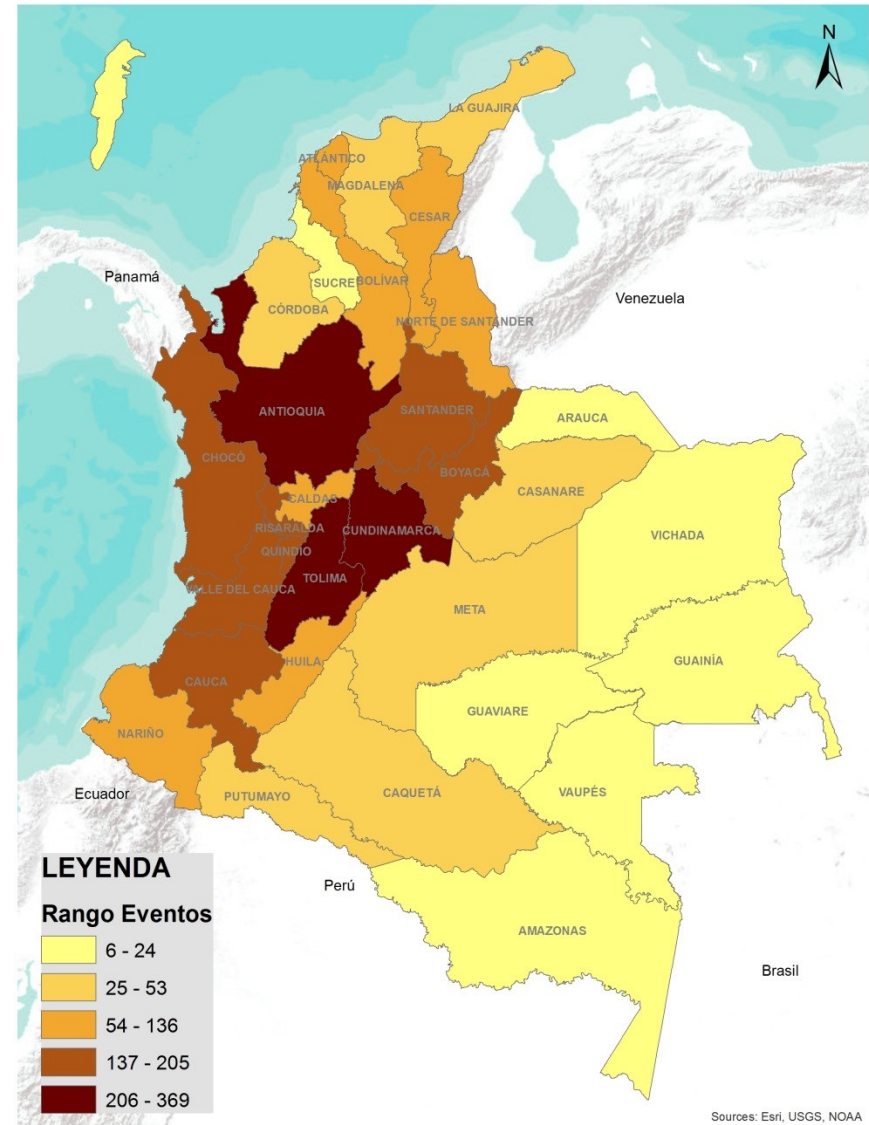 N
LA GUAJIRA
ATLÁNTICO
MAGDALENA
CESAR
Panamá
SUCRE
BOLÍVAR
Venezuela
CÓRDOBA
NORTE DE SANTANDER
ANTIOQUIA
SANTANDER
ARAUCA
CHOCÓ
BOYACÁ
CASANARE
CALDAS
RISARALDA
CUNDINAMARCA
VICHADA
QUINDIO
TOLIMA
VALLE DEL CAUCA
META
HUILA
GUAINÍA
CAUCA
GUAVIARE
NARIÑO
Ecuador
PUTUMAYO
CAQUETÁ
VAUPÉS
LEYENDA
Perú
Rango Eventos
AMAZONAS
6 - 24
Brasil
25 - 53
54 - 136
137 - 205
206 - 369
Sources: Esri, USGS, NOAA